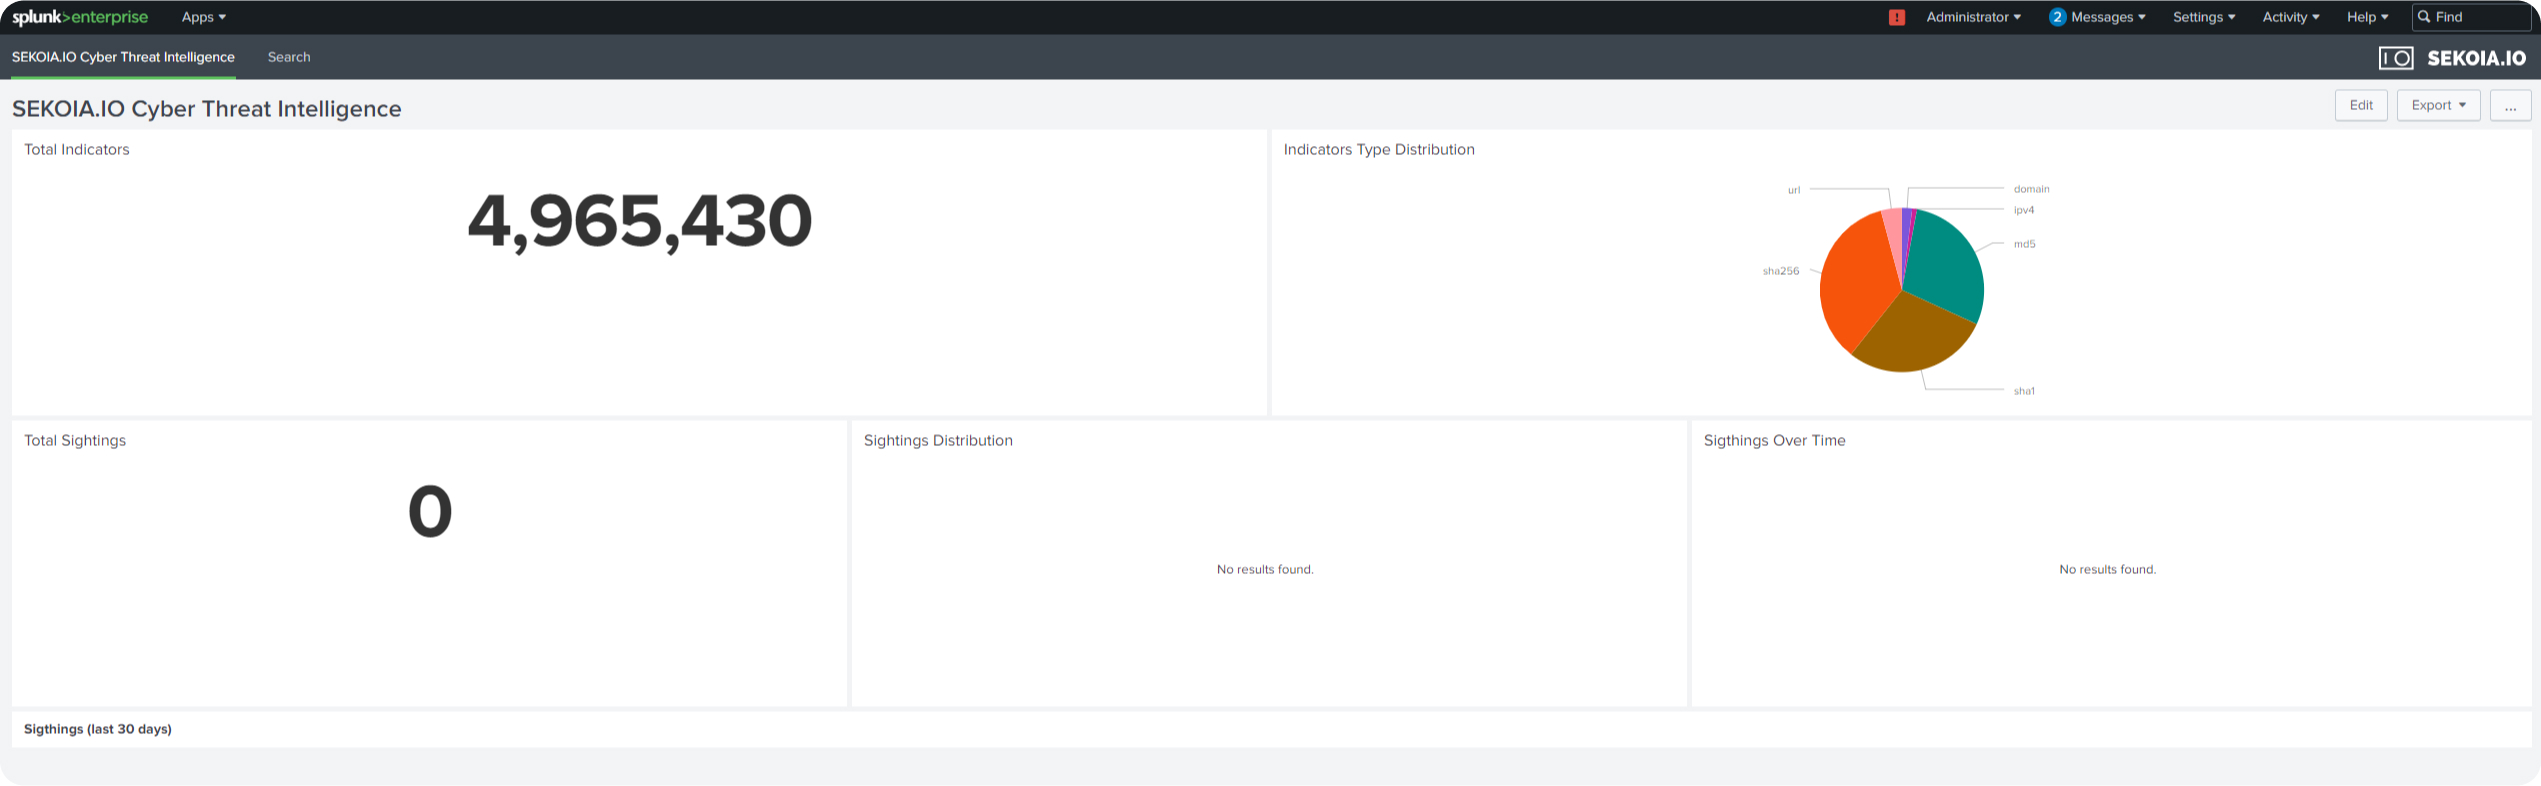 splunk>enterprise Apps Administrator 2 Messages Settings Activity Help Find
SEKOIA.IO Cyber Threat Intelligence Search SEKOIA.IO
SEKOIA.IO Cyber Threat Intelligence Edit Export ...
Total Indicators
4,965,430
Indicators Type Distribution
url
domain
ipv4
md5
sha256
sha1
Total Sightings
0
Sightings Distribution
No results found.
Sigthings Over Time
No results found.
Sigthings (last 30 days)